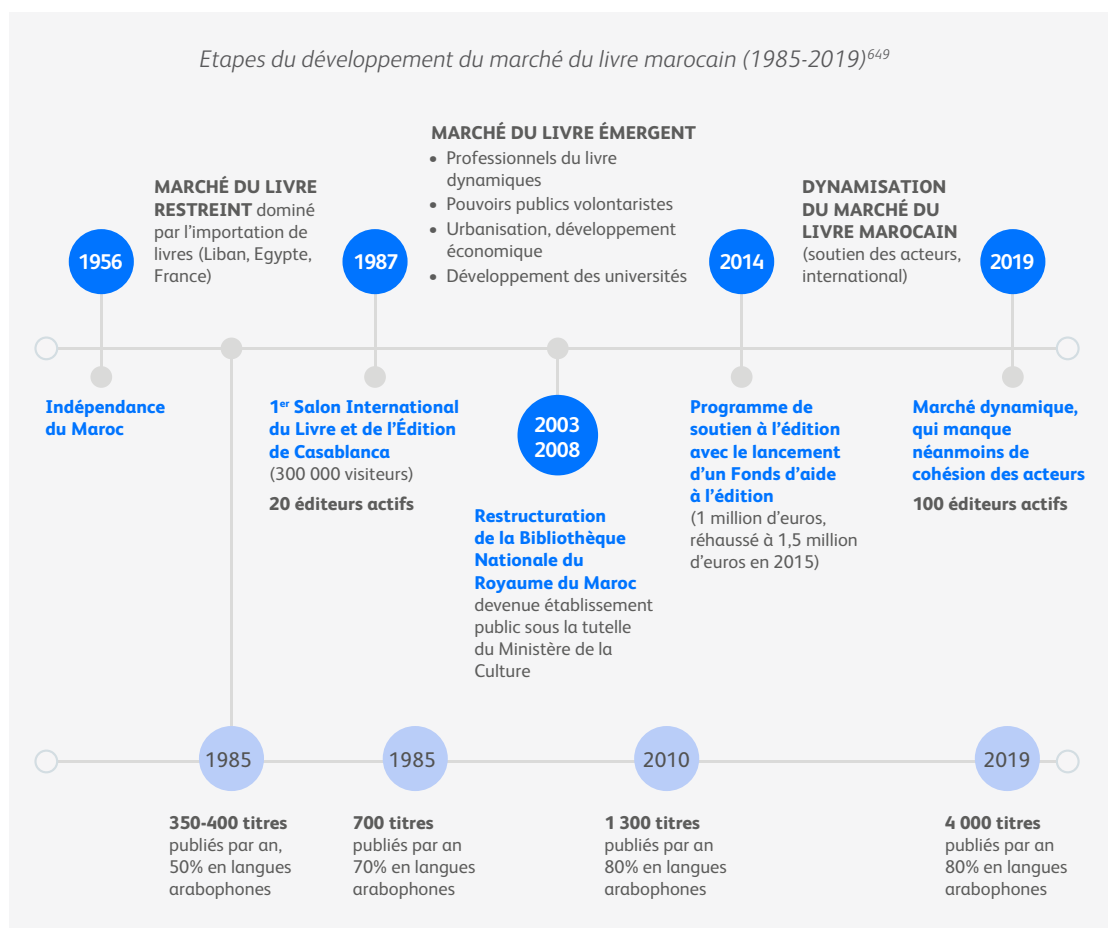 Etapes du développement du marché du livre marocain (1985-2019)649
MARCHÉ DU LIVRE ÉMERGENT
• Professionnels du livre
dynamiques
• Pouvoirs publics volontaristes
• Urbanisation, développement
économique
• Développement des universités
MARCHÉ DU LIVRE
RESTREINT dominé
par l'importation de
livres (Liban, Egypte,
France)
DYNAMISATION
DU MARCHÉ DU
LIVRE MAROCAIN
(soutien des acteurs,
international)
1956
1987
2014
2019
Indépendance
du Maroc
1er Salon International
du Livre et de l'Édition
de Casablanca
(300 000 visiteurs)
20 éditeurs actifs
2003
2008
Restructuration
de la Bibliothèque
Nationale du
Royaume du Maroc
devenue établissement
public sous la tutelle
du Ministère de la
Culture
Programme de
soutien à l'édition
avec le lancement
d'un Fonds d'aide
à l'édition
(1 million d'euros,
réhaussé à 1,5 million
d'euros en 2015)
Marché dynamique,
qui manque
néanmoins de
cohésion des acteurs
100 éditeurs actifs
1985
350-400 titres
publiés par an,
50% en langues
arabophones
1985
700 titres
publiés par an
70% en langues
arabophones
2010
1 300 titres
publiés par an
80% en langues
arabophones
2019
4 000 titres
publiés par an
80% en langues
arabophones